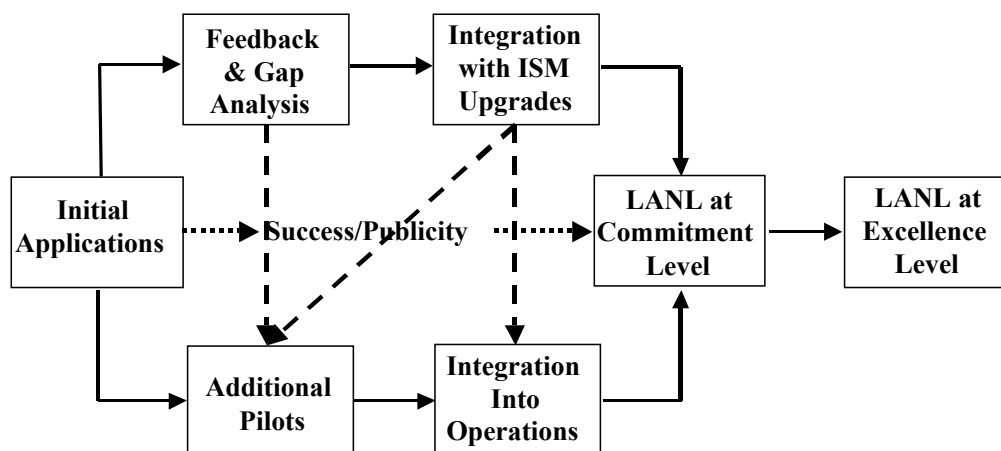 Feedback
& Gap
Analysis
Integration
with ISM
Upgrades
Initial
Applications
Success/Publicity
LANL at
Commitment
Level
LANL at
Excellence
Level
Additional
Pilots
Integration
Into
Operations